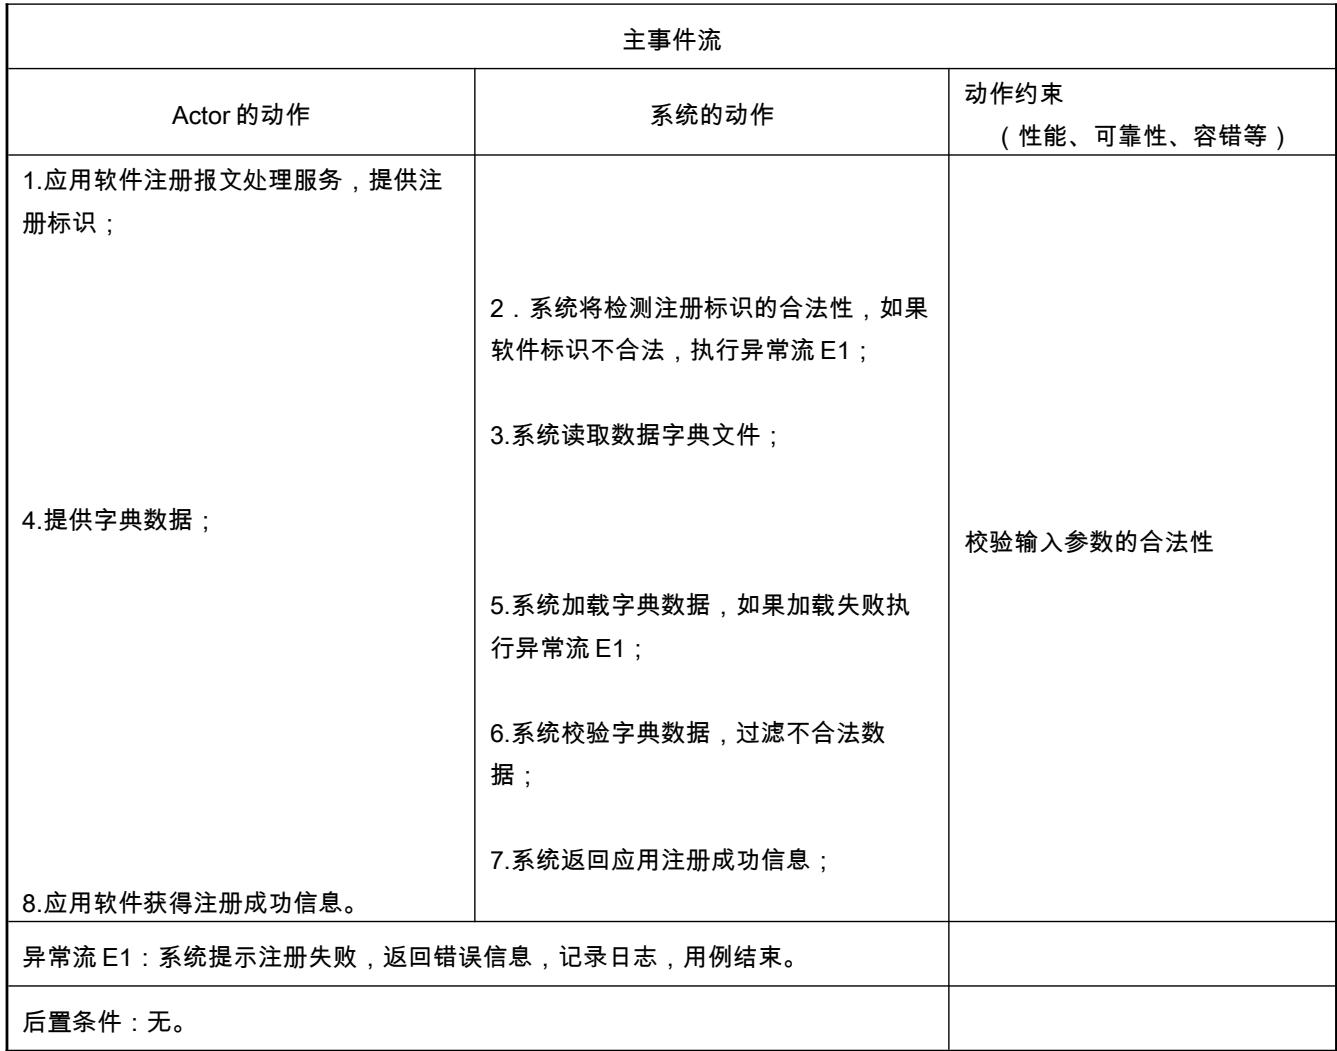 主事件流
Actor 的动作
系统的动作
动作约束
（性能、可靠性、容错等）
1.应用软件注册报文处理服务，提供注
册标识；
2．系统将检测注册标识的合法性，如果
软件标识不合法，执行异常流 E1；
3.系统读取数据字典文件；
4.提供字典数据；
校验输入参数的合法性
5.系统加载字典数据，如果加载失败执
行异常流 E1；
6.系统校验字典数据，过滤不合法数
据；
7.系统返回应用注册成功信息；
8.应用软件获得注册成功信息。
异常流 E1：系统提示注册失败，返回错误信息，记录日志，用例结束。
后置条件：无。